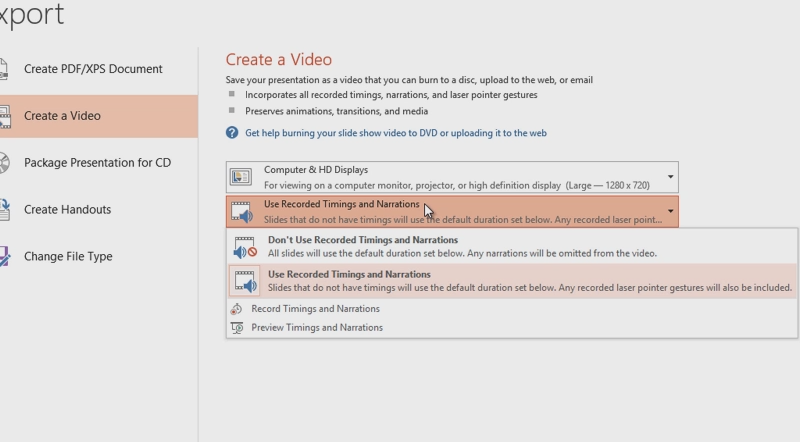 xport
Create PDF/XPS Document
Create a Video
Package Presentation for CD
Create Handouts
Change File Type
Create a Video
Save your presentation as a video that you can burn to a disc, upload to the web, or email
Incorporates all recorded timings, narrations, and laser pointer gestures
Preserves animations, transitions, and media
Get help burning your slide show video to DVD or uploading it to the web
Computer & HD Displays
For viewing on a computer monitor, projector, or high definition display (Large — 1280 x 720)
Use Recorded Timings and Narrations
Slides that do not have timings will use the default duration set below. Any recorded laser point...
Don't Use Recorded Timings and Narrations
All slides will use the default duration set below. Any narrations will be omitted from the video.
Use Recorded Timings and Narrations
Slides that do not have timings will use the default duration set below. Any recorded laser pointer gestures will also be included.
Record Timings and Narrations
Preview Timings and Narrations